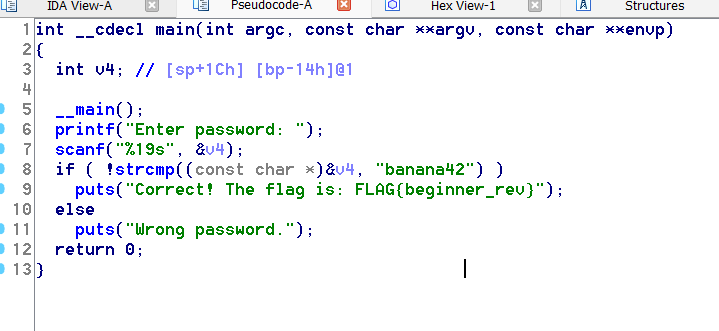 IDA View-A Pseudocode-A Hex View-1 A Structures
1 int __cdecl main(int argc, const char **argv, const char **envp)
2 {
3   int v4; // [sp+1Ch] [bp-14h]@1
4
5   __main();
6   printf("Enter password: ");
7   scanf("%19s", &v4);
8   if ( !strcmp((const char *)&v4, "banana42") )
9     puts("Correct! The flag is: FLAG{beginner_rev}");
10   else
11     puts("Wrong password.");
12   return 0;
13 }